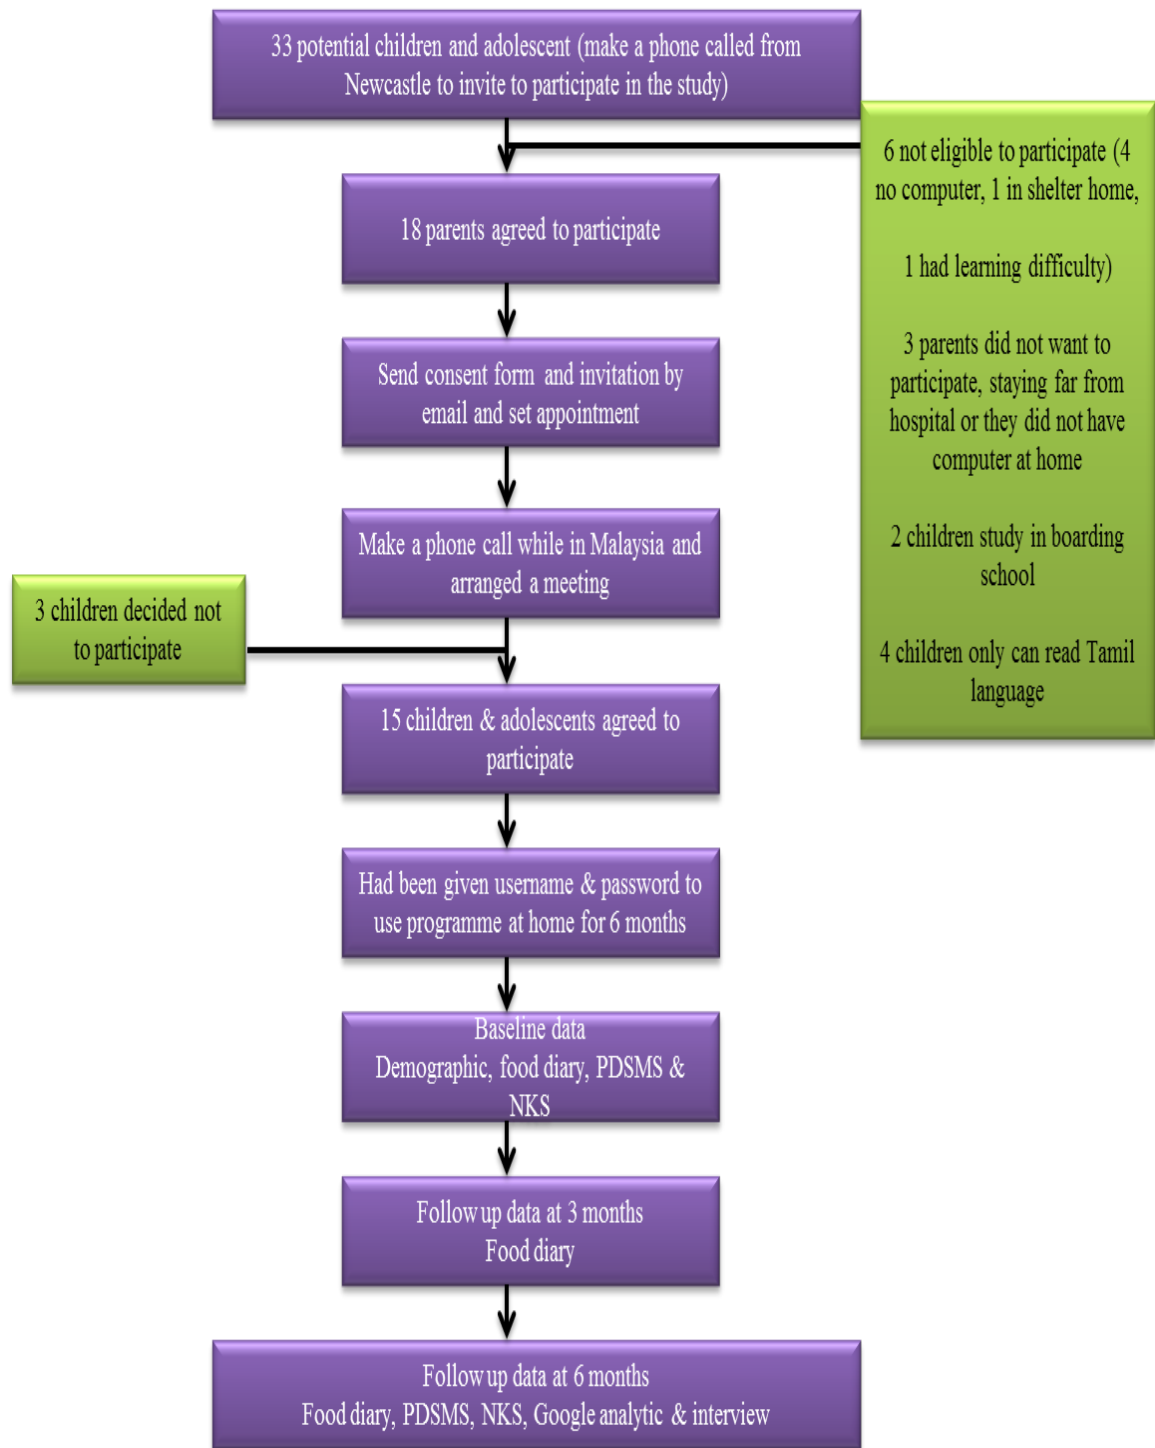 33 potential children and adolescent (make a phone called from
Newcastle to invite to participate in the study)
6 not eligible to participate (4
no computer, 1 in shelter home,
1 had learning difficulty)
3 parents did not want to
participate, staying far from
hospital or they did not have
computer at home
2 children study in boarding
school
4 children only can read Tamil
language
18 parents agreed to participate
Send consent form and invitation by
email and set appointment
Make a phone call while in Malaysia and
arranged a meeting
3 children decided not
to participate
15 children & adolescents agreed to
participate
Had been given username & password to
use programme at home for 6 months
Baseline data
Demographic, food diary, PDSMS &
NKS
Follow up data at 3 months
Food diary
Follow up data at 6 months
Food diary, PDSMS, NKS, Google analytic & interview